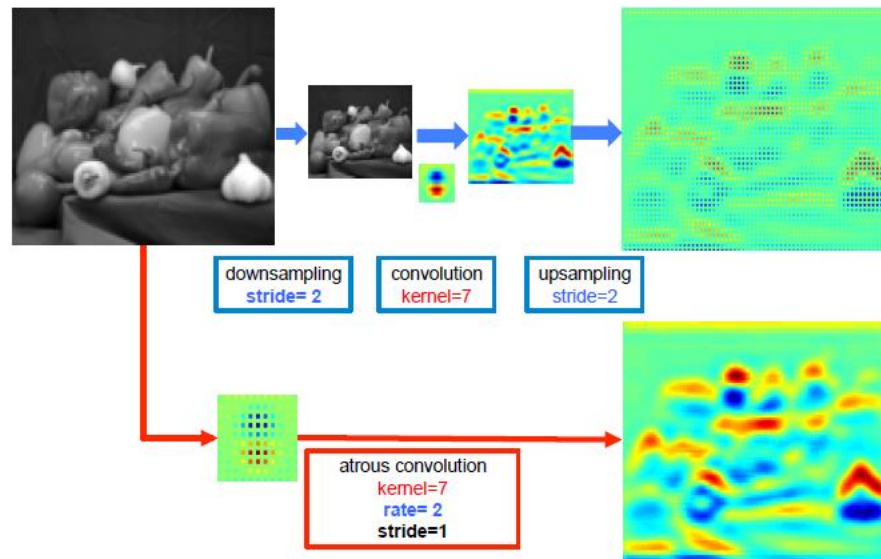 downsampling
stride= 2
convolution
kernel=7
upsampling
stride=2
atrous convolution
kernel=7
rate= 2
stride=1